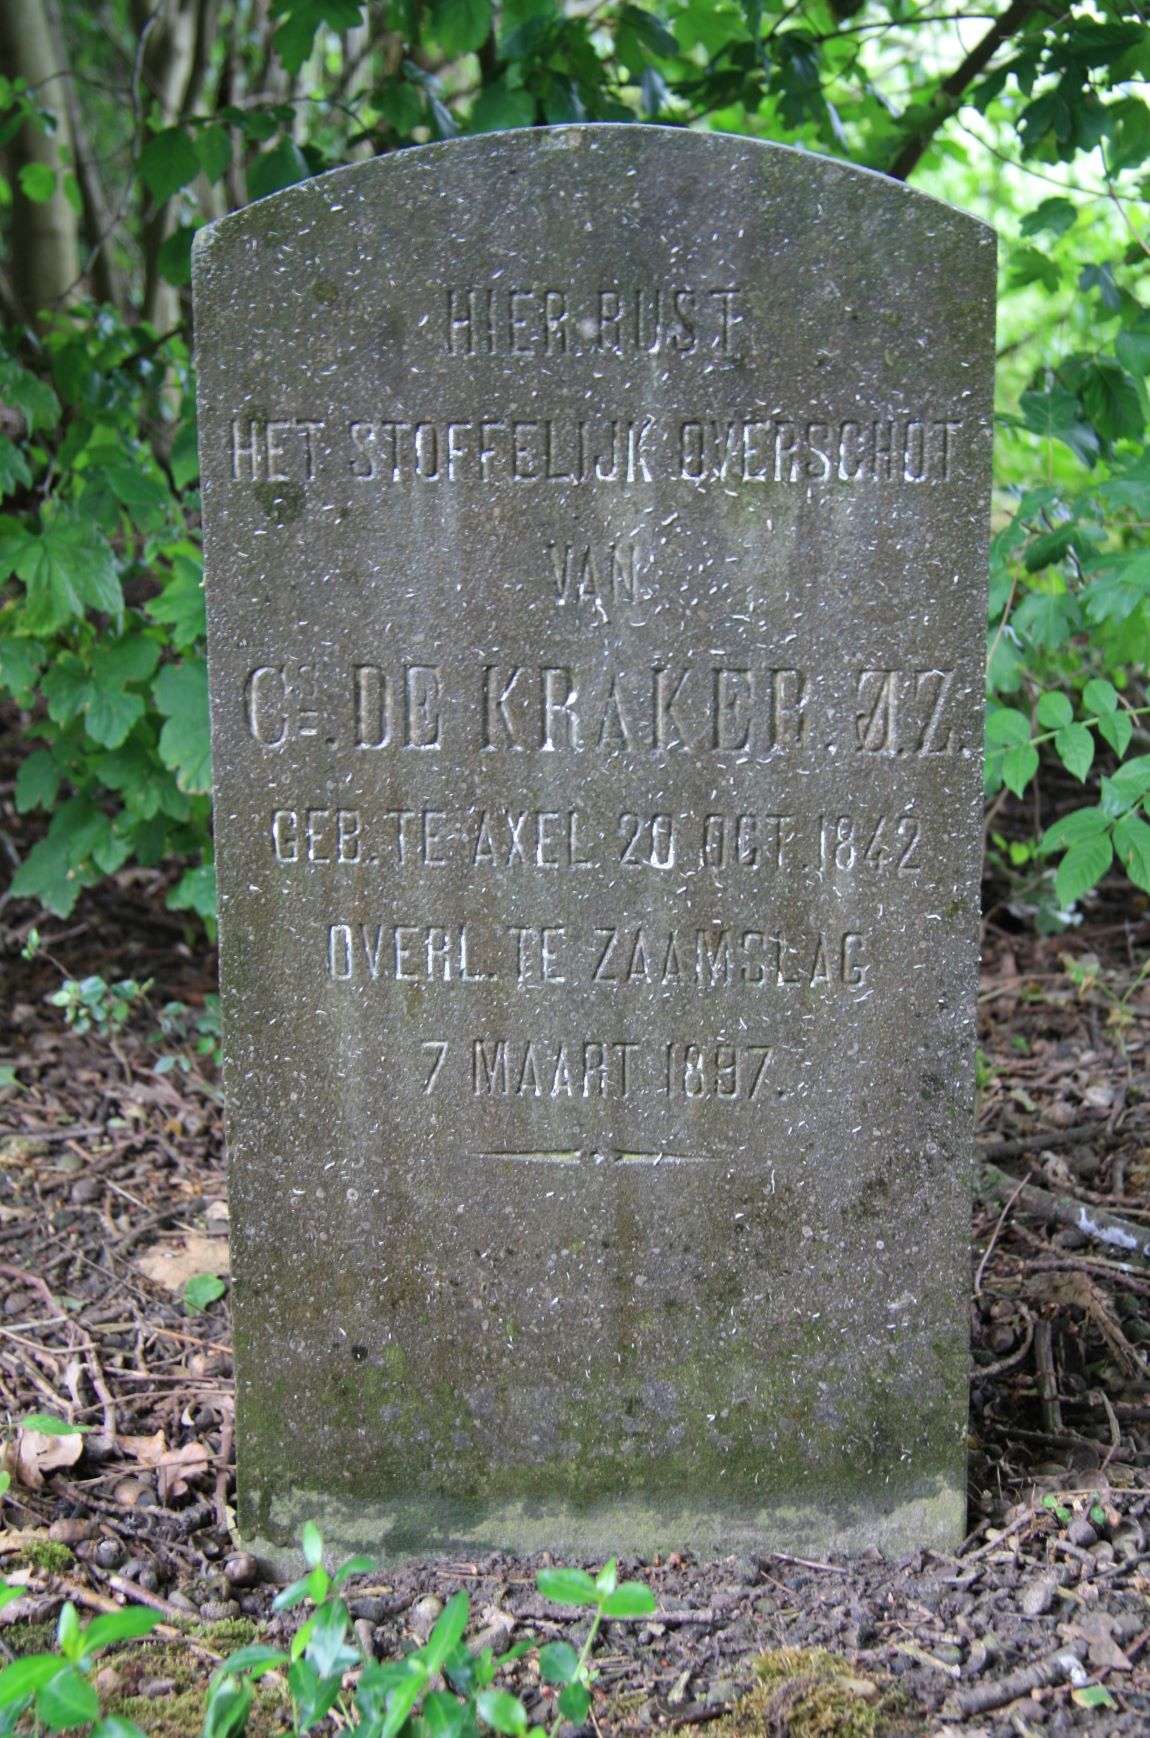 HIER RUST
HET STOFFELIJK OVERSCHOT
VAN
Cs. DE KRAKER. Z.
GEB. TE AXEL 20 OCT. 1842
OVERL. TE ZAAMSLAG
7 MAART 1897.